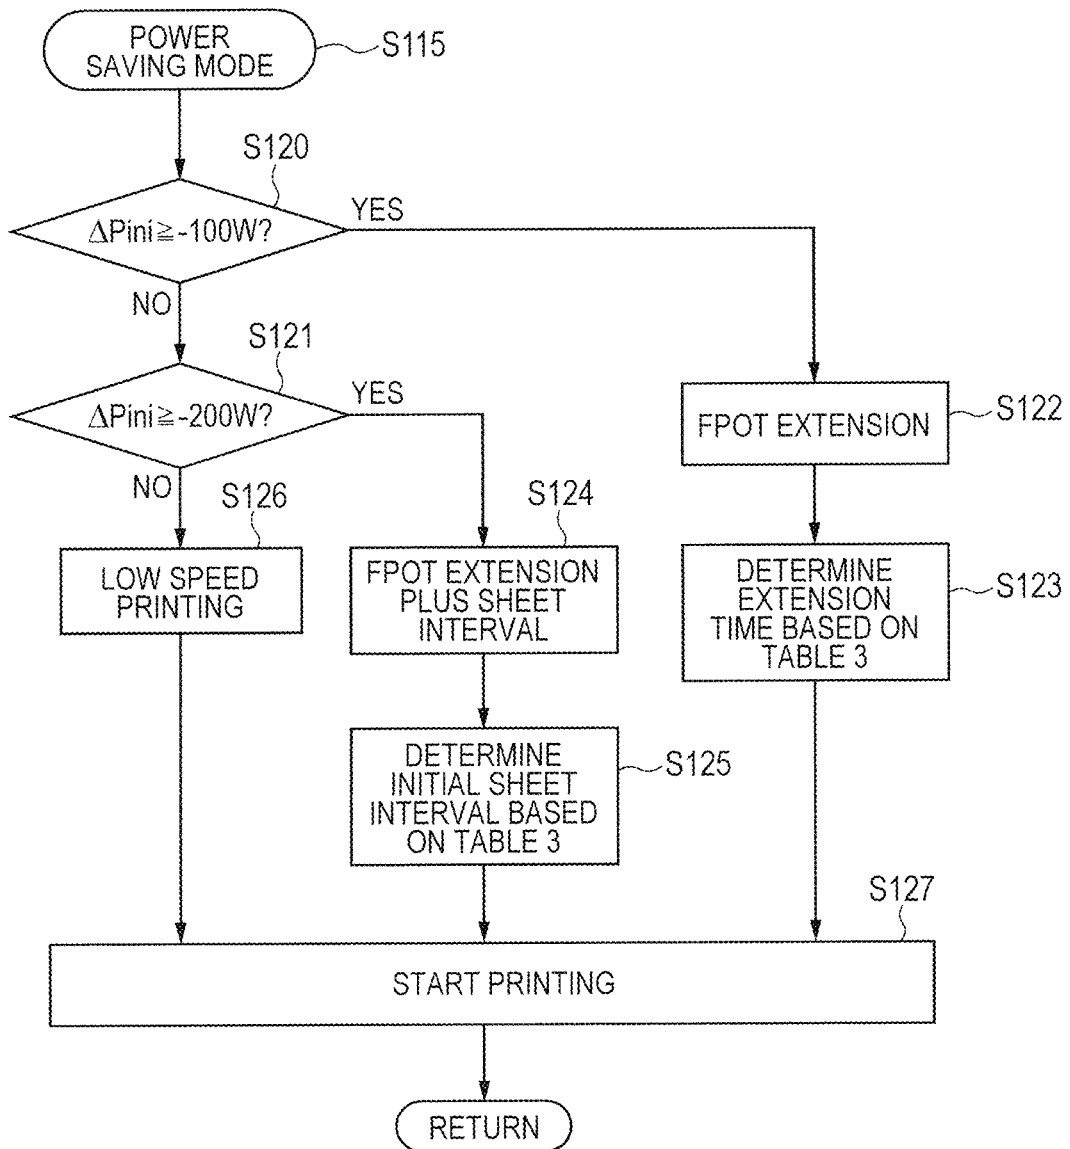 POWER
SAVING MODE
S115
S120
ΔPini≧-100W?
YES
NO
S121
ΔPini≧-200W?
YES
NO
FPOT EXTENSION
S122
S126
LOW SPEED
PRINTING
S124
FPOT EXTENSION
PLUS SHEET
INTERVAL
DETERMINE
EXTENSION
TIME BASED ON
TABLE 3
S123
DETERMINE
INITIAL SHEET
INTERVAL BASED
ON TABLE 3
S125
S127
START PRINTING
RETURN